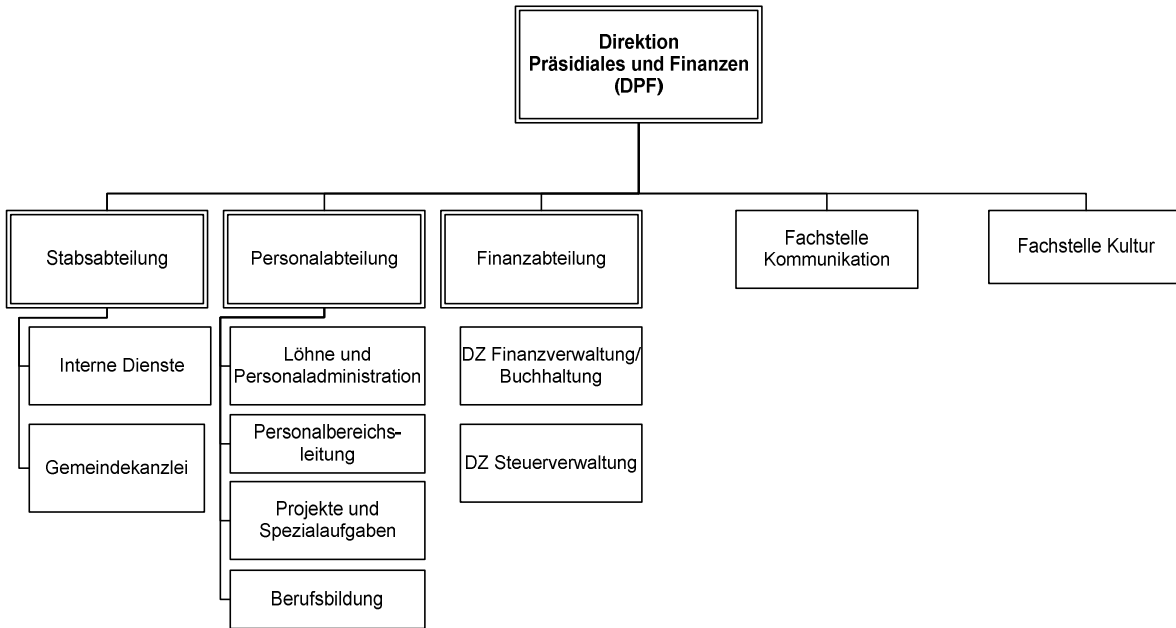 Direktion
Präsidiales und Finanzen
(DPF)
Stabsabteilung
Personalabteilung
Finanzabteilung
Fachstelle
Kommunikation
Fachstelle Kultur
Interne Dienste
Gemeindekanzlei
Löhne und
Personaladministration
Personalbereichs-
leitung
Projekte und
Spezialaufgaben
Berufsbildung
DZ Finanzverwaltung/
Buchhaltung
DZ Steuerverwaltung